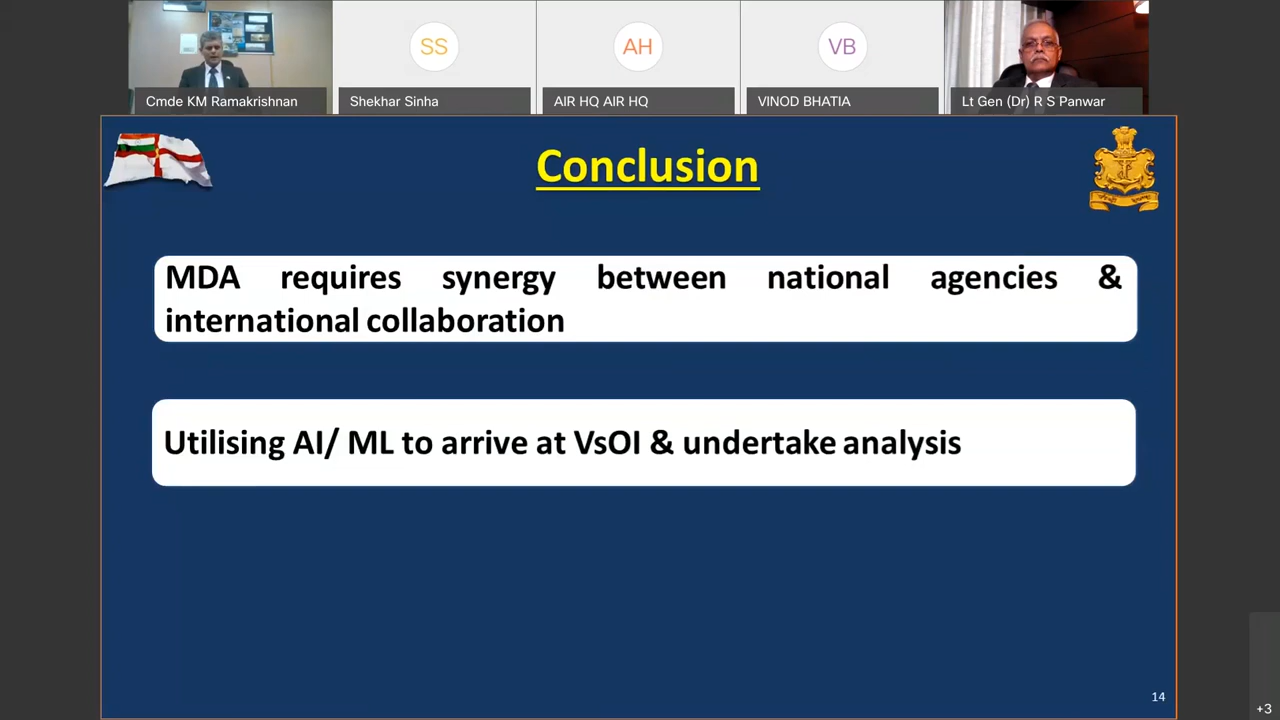 SS
AH
VB
Cmde KM Ramakrishnan
Shekhar Sinha
AIR HQ AIR HQ
VINOD BHATIA
Lt Gen (Dr) R S Panwar
Conclusion
MDA requires synergy between national agencies &
international collaboration
Utilising AI/ ML to arrive at VsOI & undertake analysis
14
+3